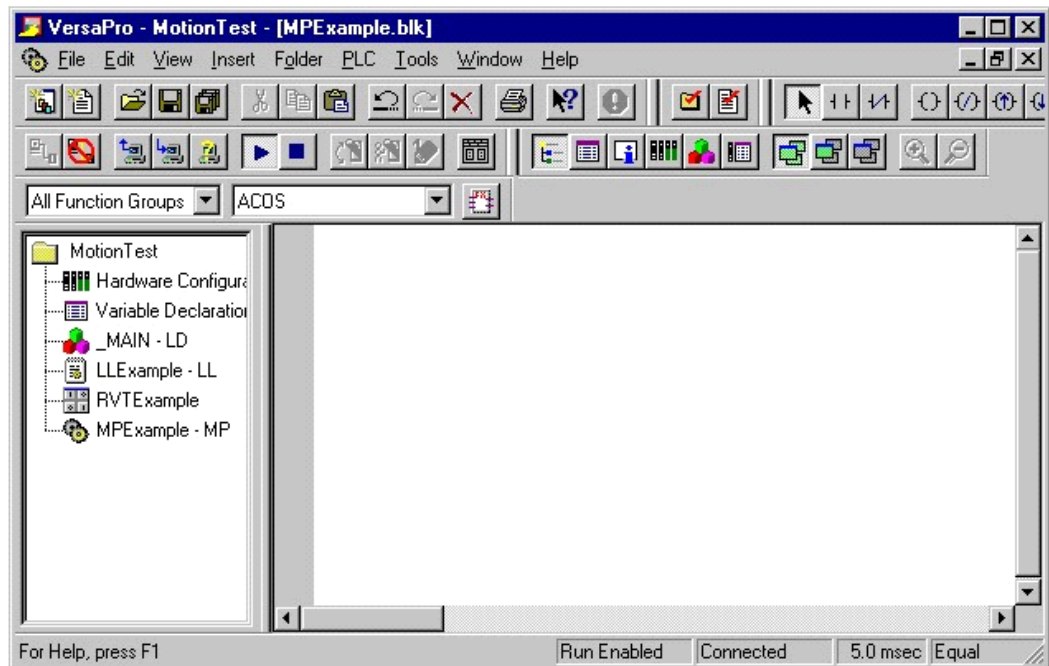 VersaPro - MotionTest - [MPExample.blk]
File Edit View Insert Folder PLC Tools Window Help
All Function Groups ACOS
MotionTest
Hardware Configura
Variable Declaration
_MAIN - LD
LLExample - LL
RVTExample
MPExample - MP
For Help, press F1 Run Enabled Connected 5.0 msec Equal